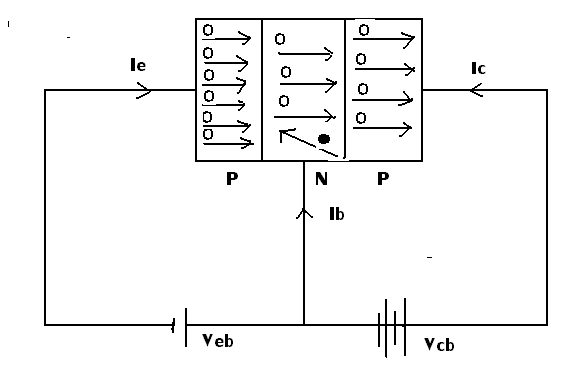 O O O
O O O
O O O
O O O
O
O
Ie Ic
P N P
Ib
Veb Vcb